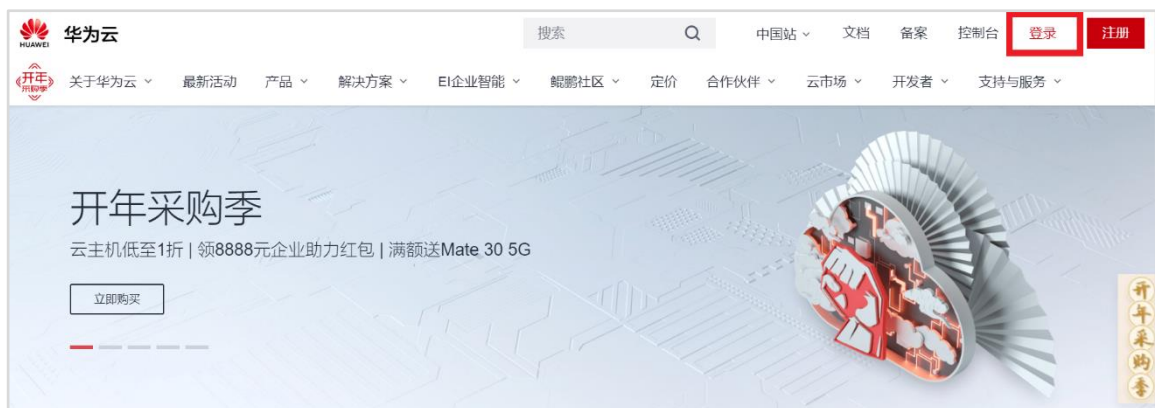 HUAWEI 华为云 搜索 中国站 文档 备案 控制台 登录 注册
开年采购季 关于华为云 最新活动 产品 解决方案 EI企业智能 鲲鹏社区 定价 合作伙伴 云市场 开发者 支持与服务
开年采购季
云主机低至1折 | 领8888元企业助力红包 | 满额送Mate 30 5G
立即购买
开年采购季